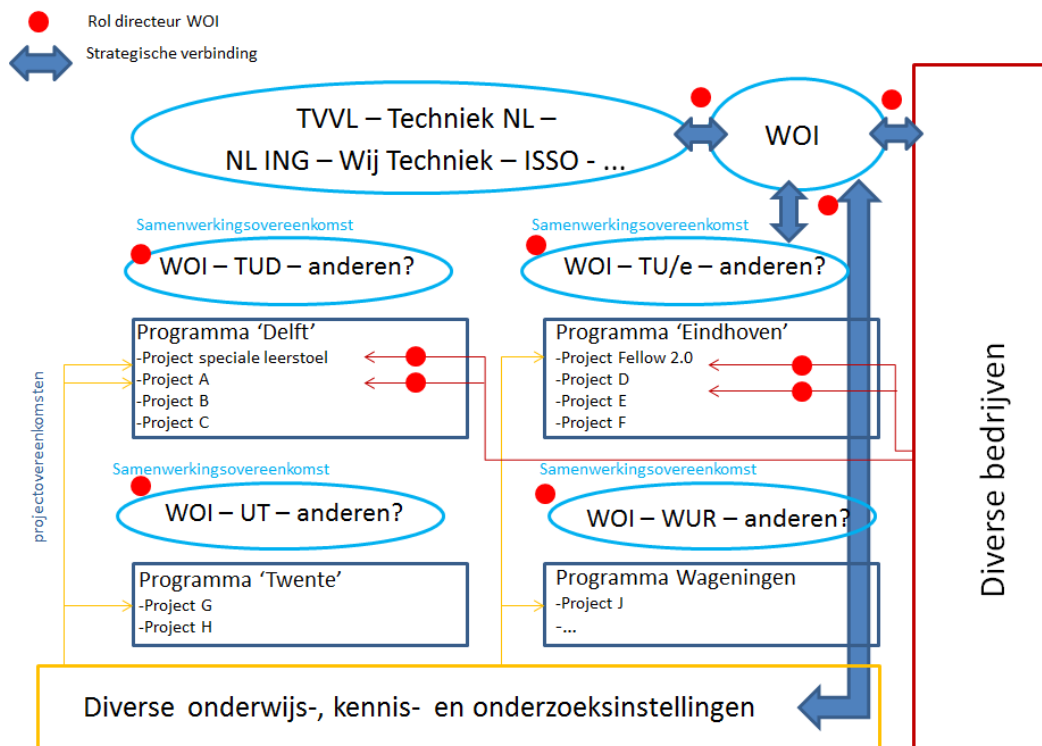 Rol directeur WOI
Strategische verbinding
TVVL – Techniek NL –
NL ING – Wij Techniek – ISSO - ...
WOI
Samenwerkingsovereenkomst
WOI – TUD – anderen?
Samenwerkingsovereenkomst
WOI – TU/e – anderen?
Programma ‘Delft’
-Project speciale leerstoel
-Project A
-Project B
-Project C
Programma ‘Eindhoven’
-Project Fellow 2.0
-Project D
-Project E
-Project F
projectovereenkomsten
Samenwerkingsovereenkomst
WOI – UT – anderen?
Samenwerkingsovereenkomst
WOI – WUR – anderen?
Programma ‘Twente’
-Project G
-Project H
Programma Wageningen
-Project J
-...
Diverse bedrijven
Diverse onderwijs-, kennis- en onderzoeksinstellingen